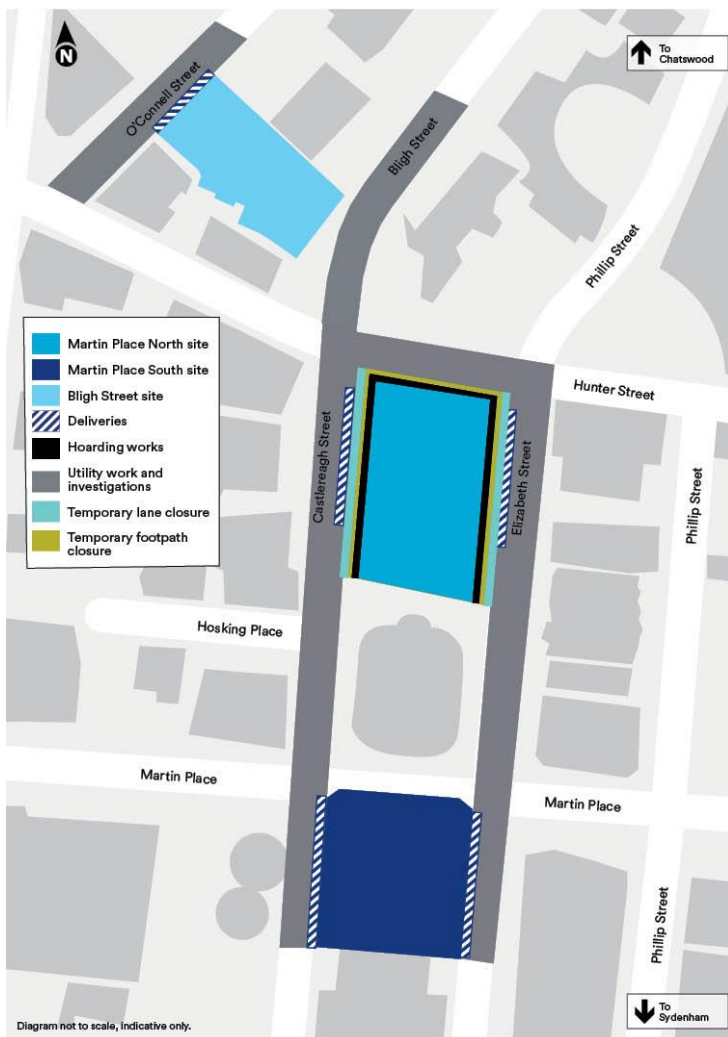 N
To
Chatswood
O'Connell Street
Bligh Street
Phillip Street
Martin Place North site
Martin Place South site
Bligh Street site
Deliveries
Hoarding works
Utility work and
investigations
Temporary lane closure
Temporary footpath
closure
Hunter Street
Castlereagh Street
Elizabeth Street
Phillip Street
Hosking Place
Martin Place
Martin Place
Phillip Street
To
Sydenham
Diagram not to scale, indicative only.